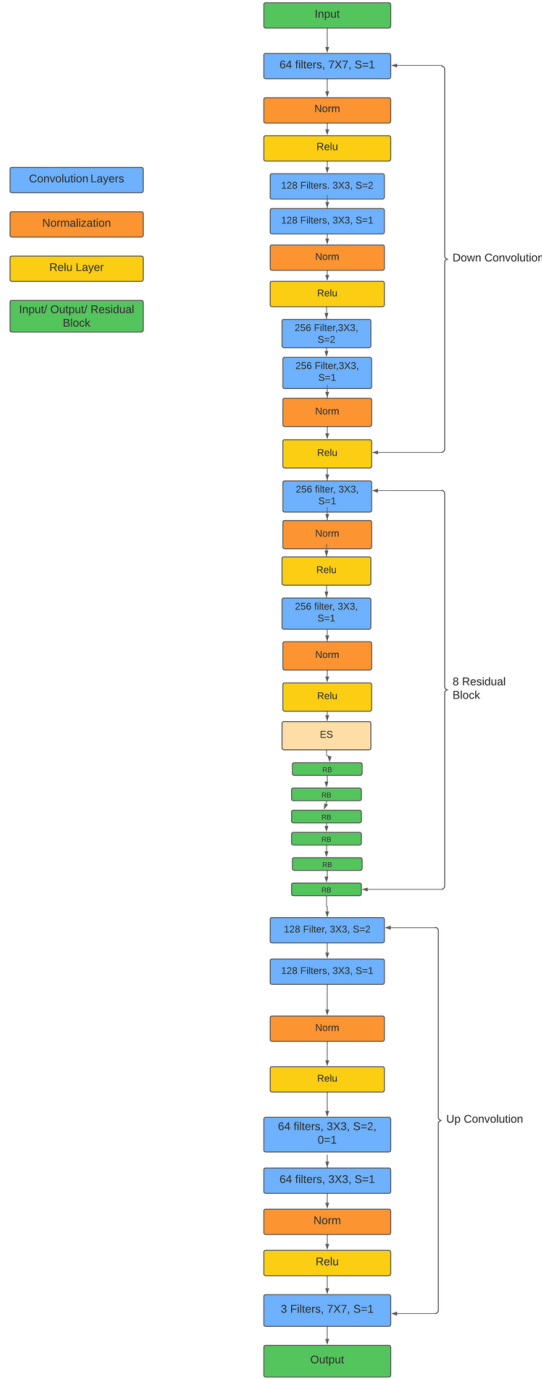 Input
64 filters, 7X7, S=1
Norm
Relu
128 Filters. 3X3, S=2
128 Filters, 3X3, S=1
Norm
Relu
256 Filter,3X3,
S=2
256 Filter,3X3,
S=1
Norm
Relu
Down Convolution
Convolution Layers
Normalization
Relu Layer
Input/ Output/ Residual
Block
256 filter, 3X3,
S=1
Norm
Relu
256 filter, 3X3,
S=1
Norm
Relu
ES
RB
RB
RB
RB
RB
RB
8 Residual
Block
128 Filter, 3X3, S=2
128 Filters, 3X3, S=1
Norm
Relu
64 filters, 3X3, S=2,
0=1
64 filters, 3X3, S=1
Norm
Relu
3 Filters, 7X7, S=1
Up Convolution
Output